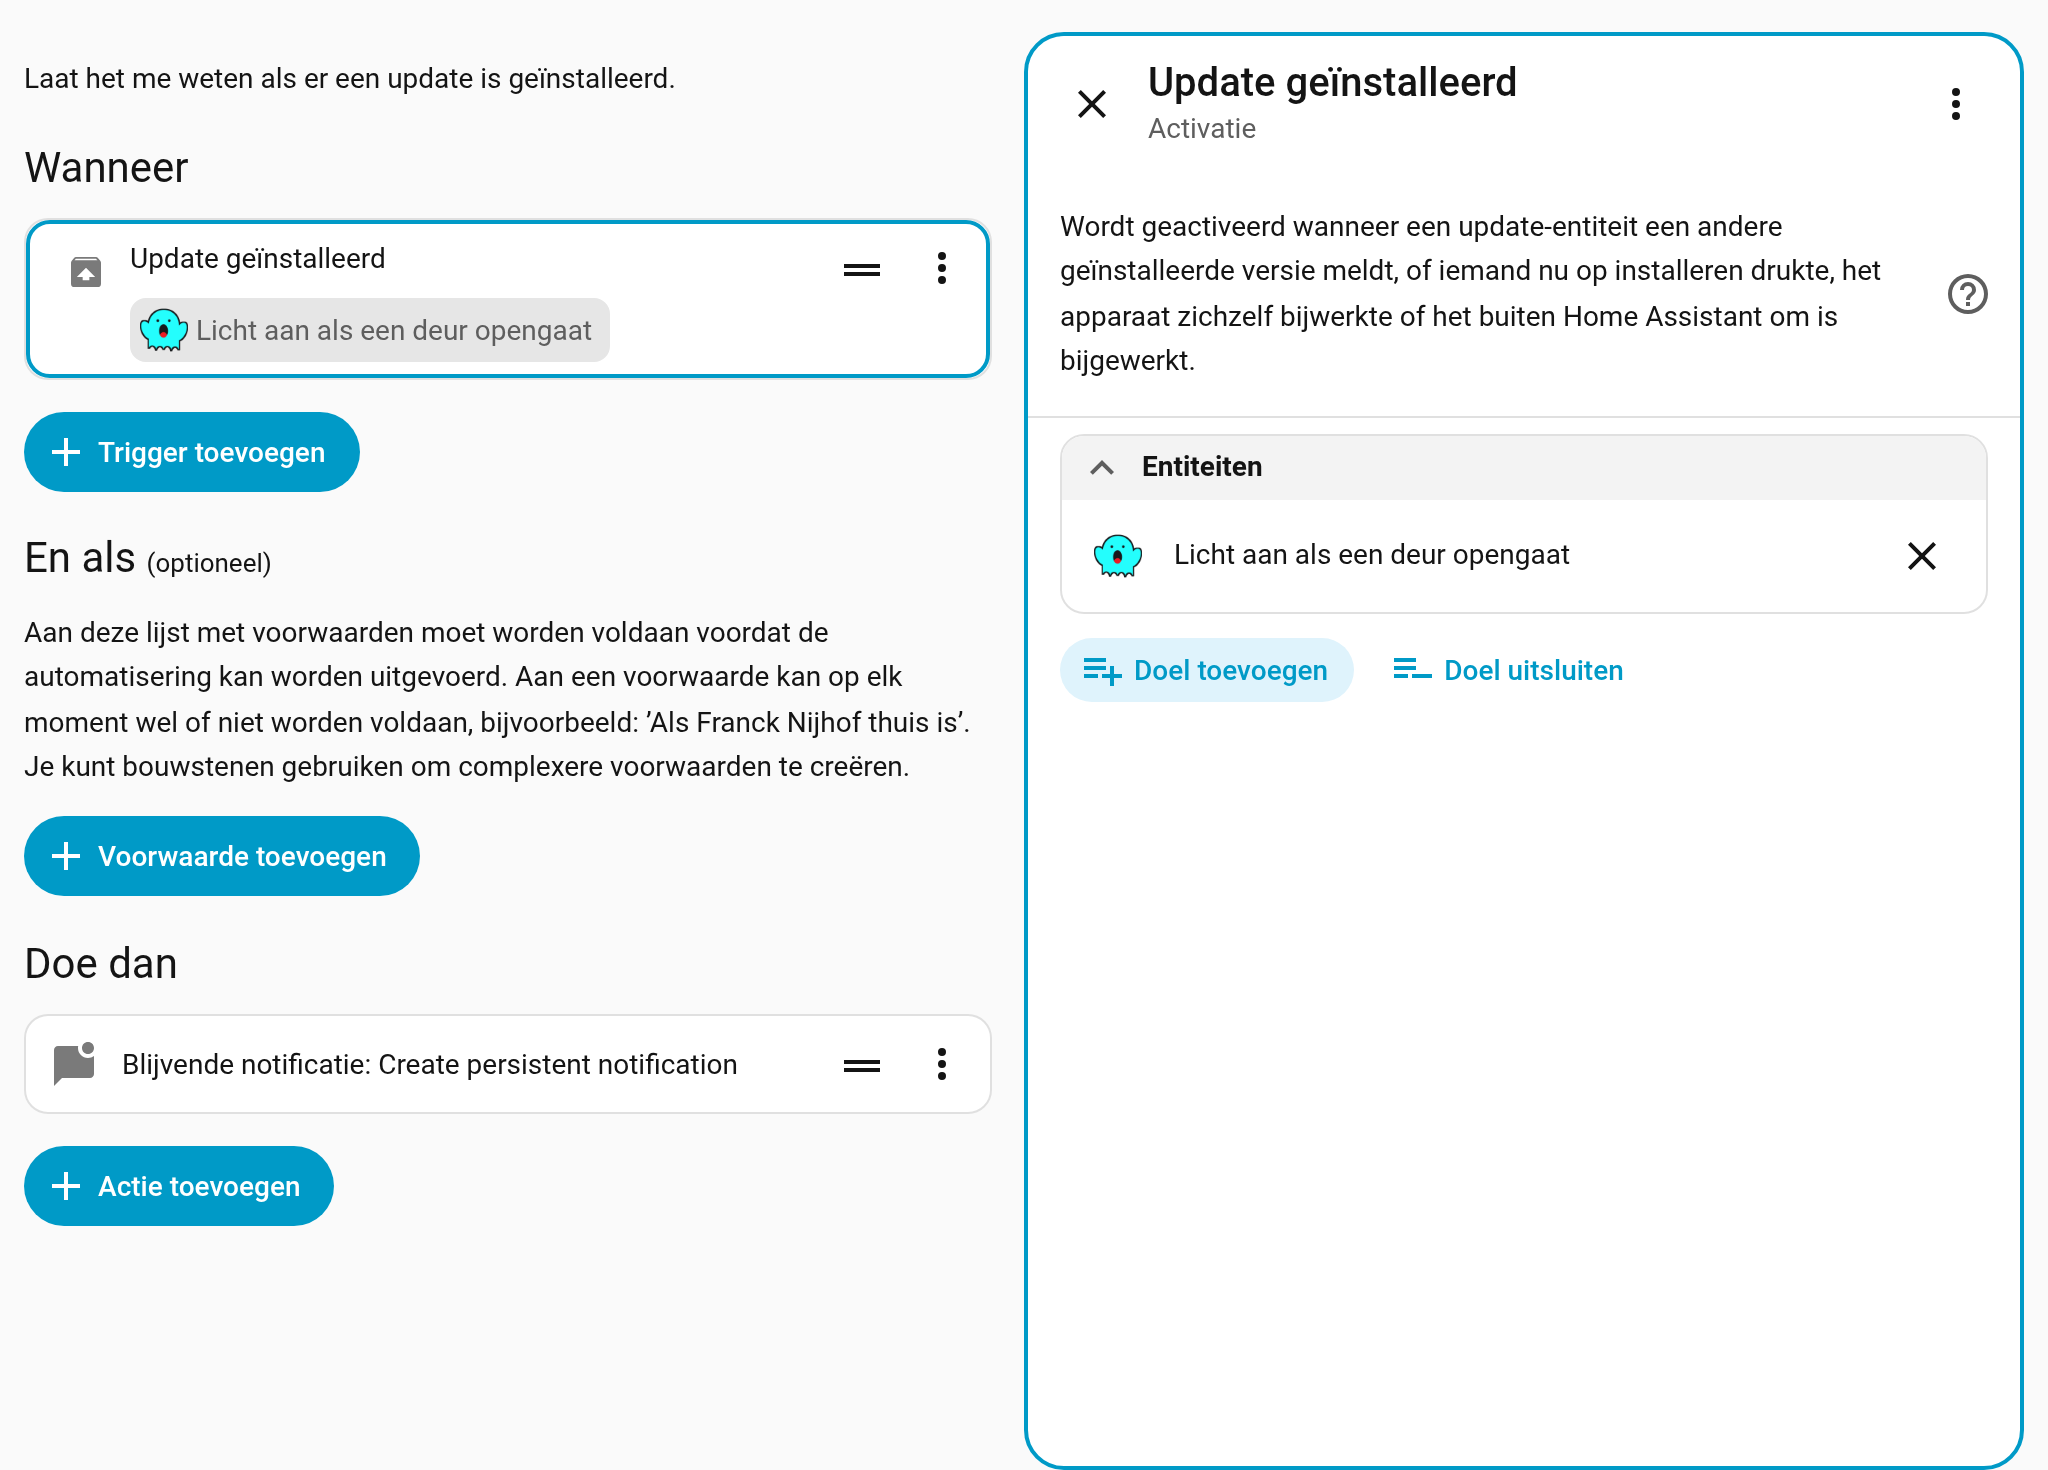 Laat het me weten als er een update is geïnstalleerd.
Wanneer
Update geïnstalleerd
Licht aan als een deur opengaat
Trigger toevoegen
En als (optioneel)
Aan deze lijst met voorwaarden moet worden voldaan voordat de
automatisering kan worden uitgevoerd. Aan een voorwaarde kan op elk
moment wel of niet worden voldaan, bijvoorbeeld: ’Als Franck Nijhof thuis is’.
Je kunt bouwstenen gebruiken om complexere voorwaarden te creëren.
Voorwaarde toevoegen
Doe dan
Blijvende notificatie: Create persistent notification
Actie toevoegen
Update geïnstalleerd
Activatie
Wordt geactiveerd wanneer een update-entiteit een andere
geïnstalleerde versie meldt, of iemand nu op installeren drukte, het
apparaat zichzelf bijwerkte of het buiten Home Assistant om is
bijgewerkt.
Entiteiten
Licht aan als een deur opengaat
Doel toevoegen
Doel uitsluiten